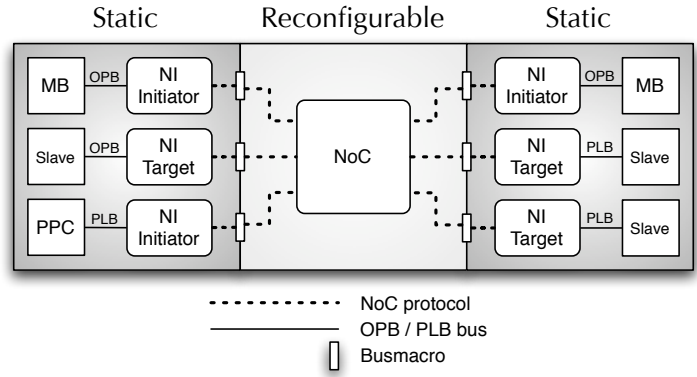 Static Reconfigurable Static
MB OPB NI Initiator NI Initiator OPB MB
Slave OPB NI Target NoC NI Target PLB Slave
PPC PLB NI Initiator NI Target PLB Slave
NoC protocol
OPB / PLB bus
Busmacro